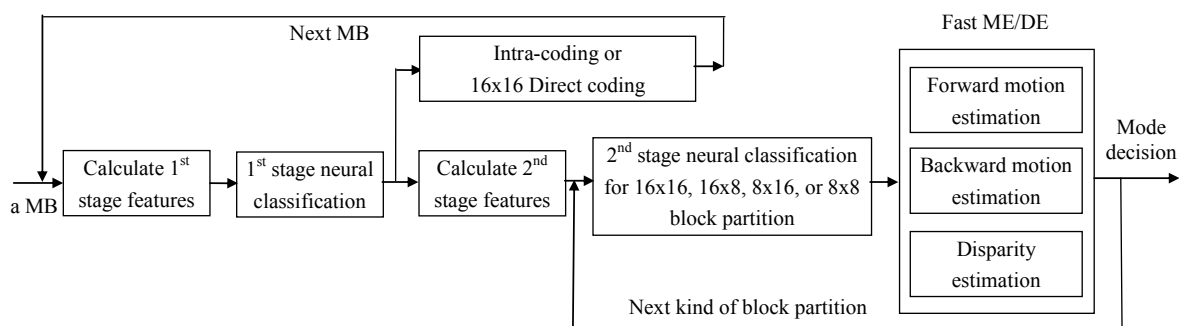 Next MB
Fast ME/DE
Intra-coding or
16x16 Direct coding
Forward motion
estimation
Mode
decision
a MB
Calculate 1st
stage features
1st stage neural
classification
Calculate 2nd
stage features
2nd stage neural classification
for 16x16, 16x8, 8x16, or 8x8
block partition
Backward motion
estimation
Disparity
estimation
Next kind of block partition